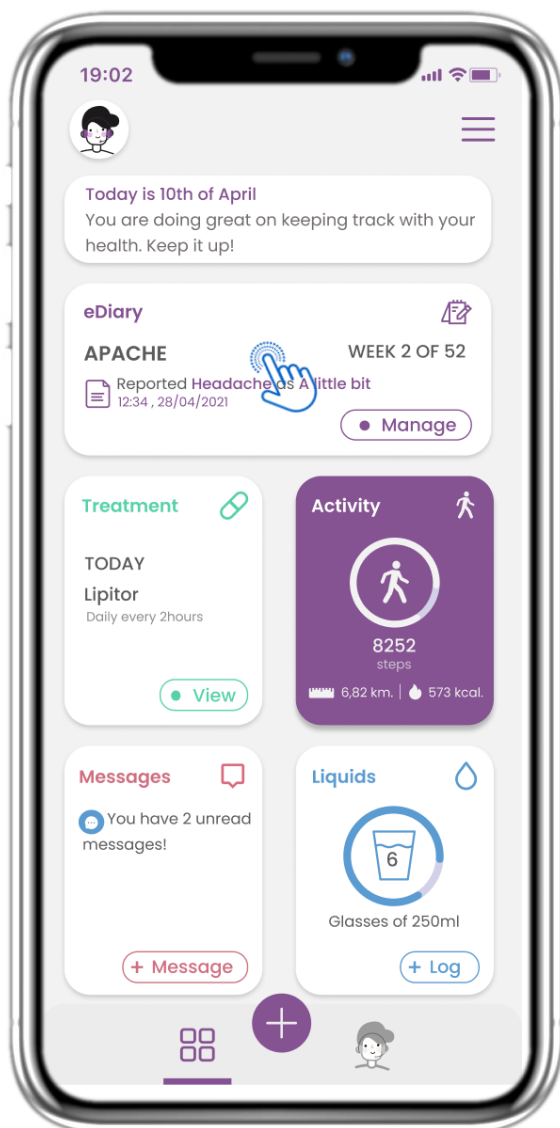 19:02
Today is 10th of April
You are doing great on keeping track with your
health. Keep it up!
eDiary
APACHE
WEEK 2 OF 52
Reported Headache as A little bit
12:34 , 28/04/2021
Manage
Treatment
TODAY
Lipitor
Daily every 2hours
View
Activity
8252
steps
6,82 km.
573 kcal.
Messages
You have 2 unread
messages!
+ Message
Liquids
6
Glasses of 250ml
+ Log